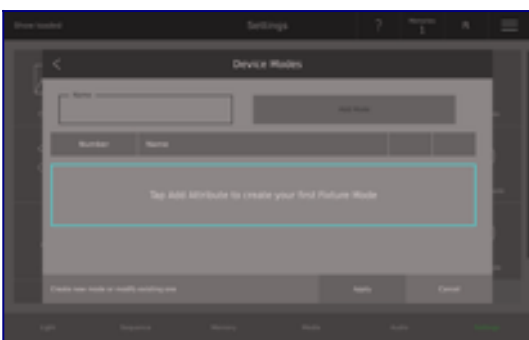 Show loaded
Settings
?
Memories
1
Device Modes
Name
Add Mode
Number Name
Tap Add Attribute to create your first Fixture Mode
Create new mode or modify existing one
Apply
Cancel
Light
Sequence
Memory
Media
Audio
Settings